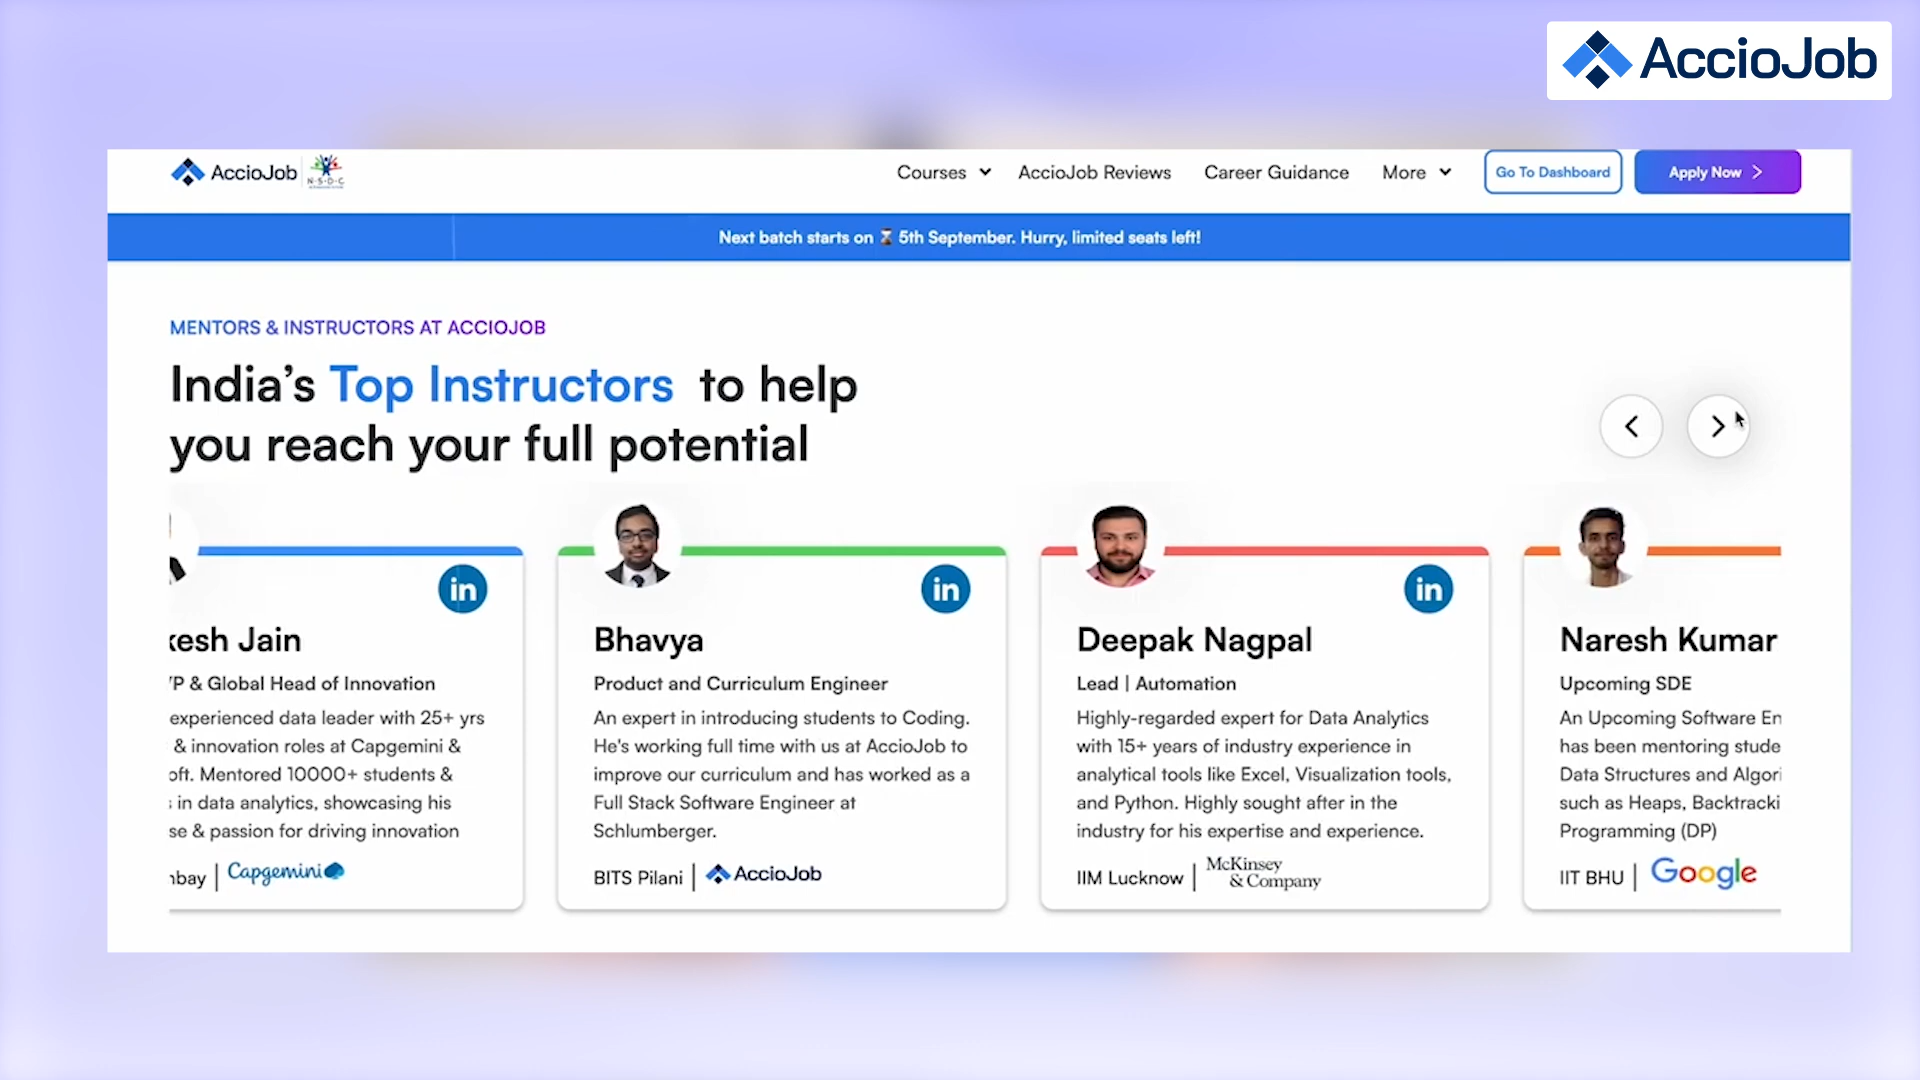 AccioJob
AccioJob N·S·D·C
Courses AccioJob Reviews Career Guidance More Go To Dashboard Apply Now
Next batch starts on 5th September. Hurry, limited seats left!
MENTORS & INSTRUCTORS AT ACCIOJOB
India's Top Instructors to help
you reach your full potential
in
kesh Jain
VP & Global Head of Innovation
experienced data leader with 25+ yrs
& innovation roles at Capgemini &
oft. Mentored 10000+ students &
in data analytics, showcasing his
se & passion for driving innovation
bay | Capgemini
in
Bhavya
Product and Curriculum Engineer
An expert in introducing students to Coding.
He's working full time with us at AccioJob to
improve our curriculum and has worked as a
Full Stack Software Engineer at
Schlumberger.
BITS Pilani | AccioJob
in
Deepak Nagpal
Lead | Automation
Highly-regarded expert for Data Analytics
with 15+ years of industry experience in
analytical tools like Excel, Visualization tools,
and Python. Highly sought after in the
industry for his expertise and experience.
IIM Lucknow | McKinsey
& Company
Naresh Kumar
Upcoming SDE
An Upcoming Software En
has been mentoring stude
Data Structures and Algori
such as Heaps, Backtracki
Programming (DP)
IIT BHU | Google